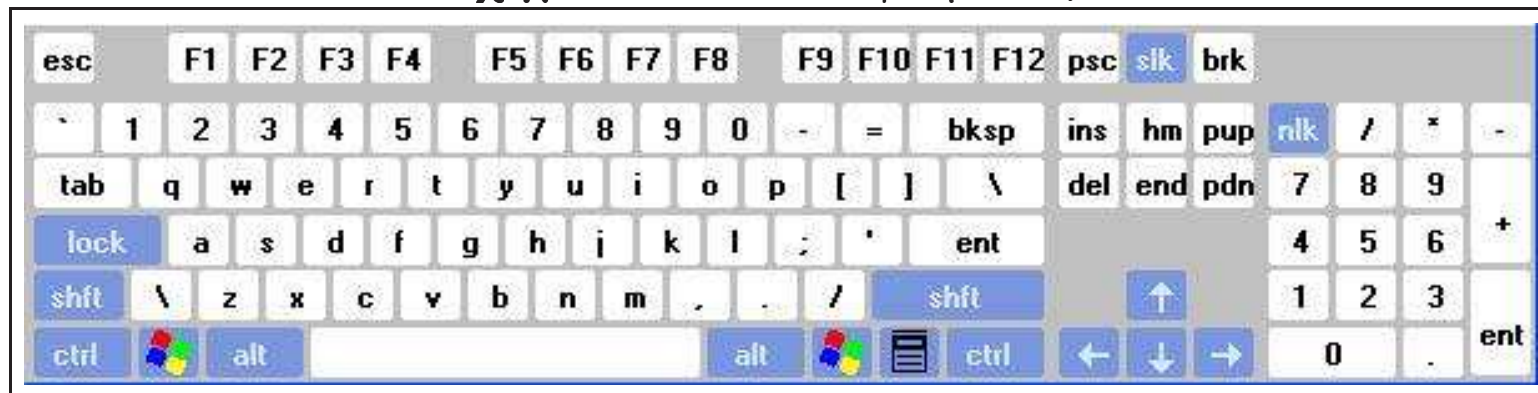 esc F1 F2 F3 F4 F5 F6 F7 F8 F9 F10 F11 F12 psc slk brk
` 1 2 3 4 5 6 7 8 9 0 - = bksp ins hm pup nlk / * -
tab q w e r t y u i o p [ ] \ del end pdn 7 8 9
lock a s d f g h j k l ; ' ent 4 5 6 +
shft \ z x c v b n m , . / shft ↑ 1 2 3
ctrl alt alt ctrl ← ↓ → 0 . ent